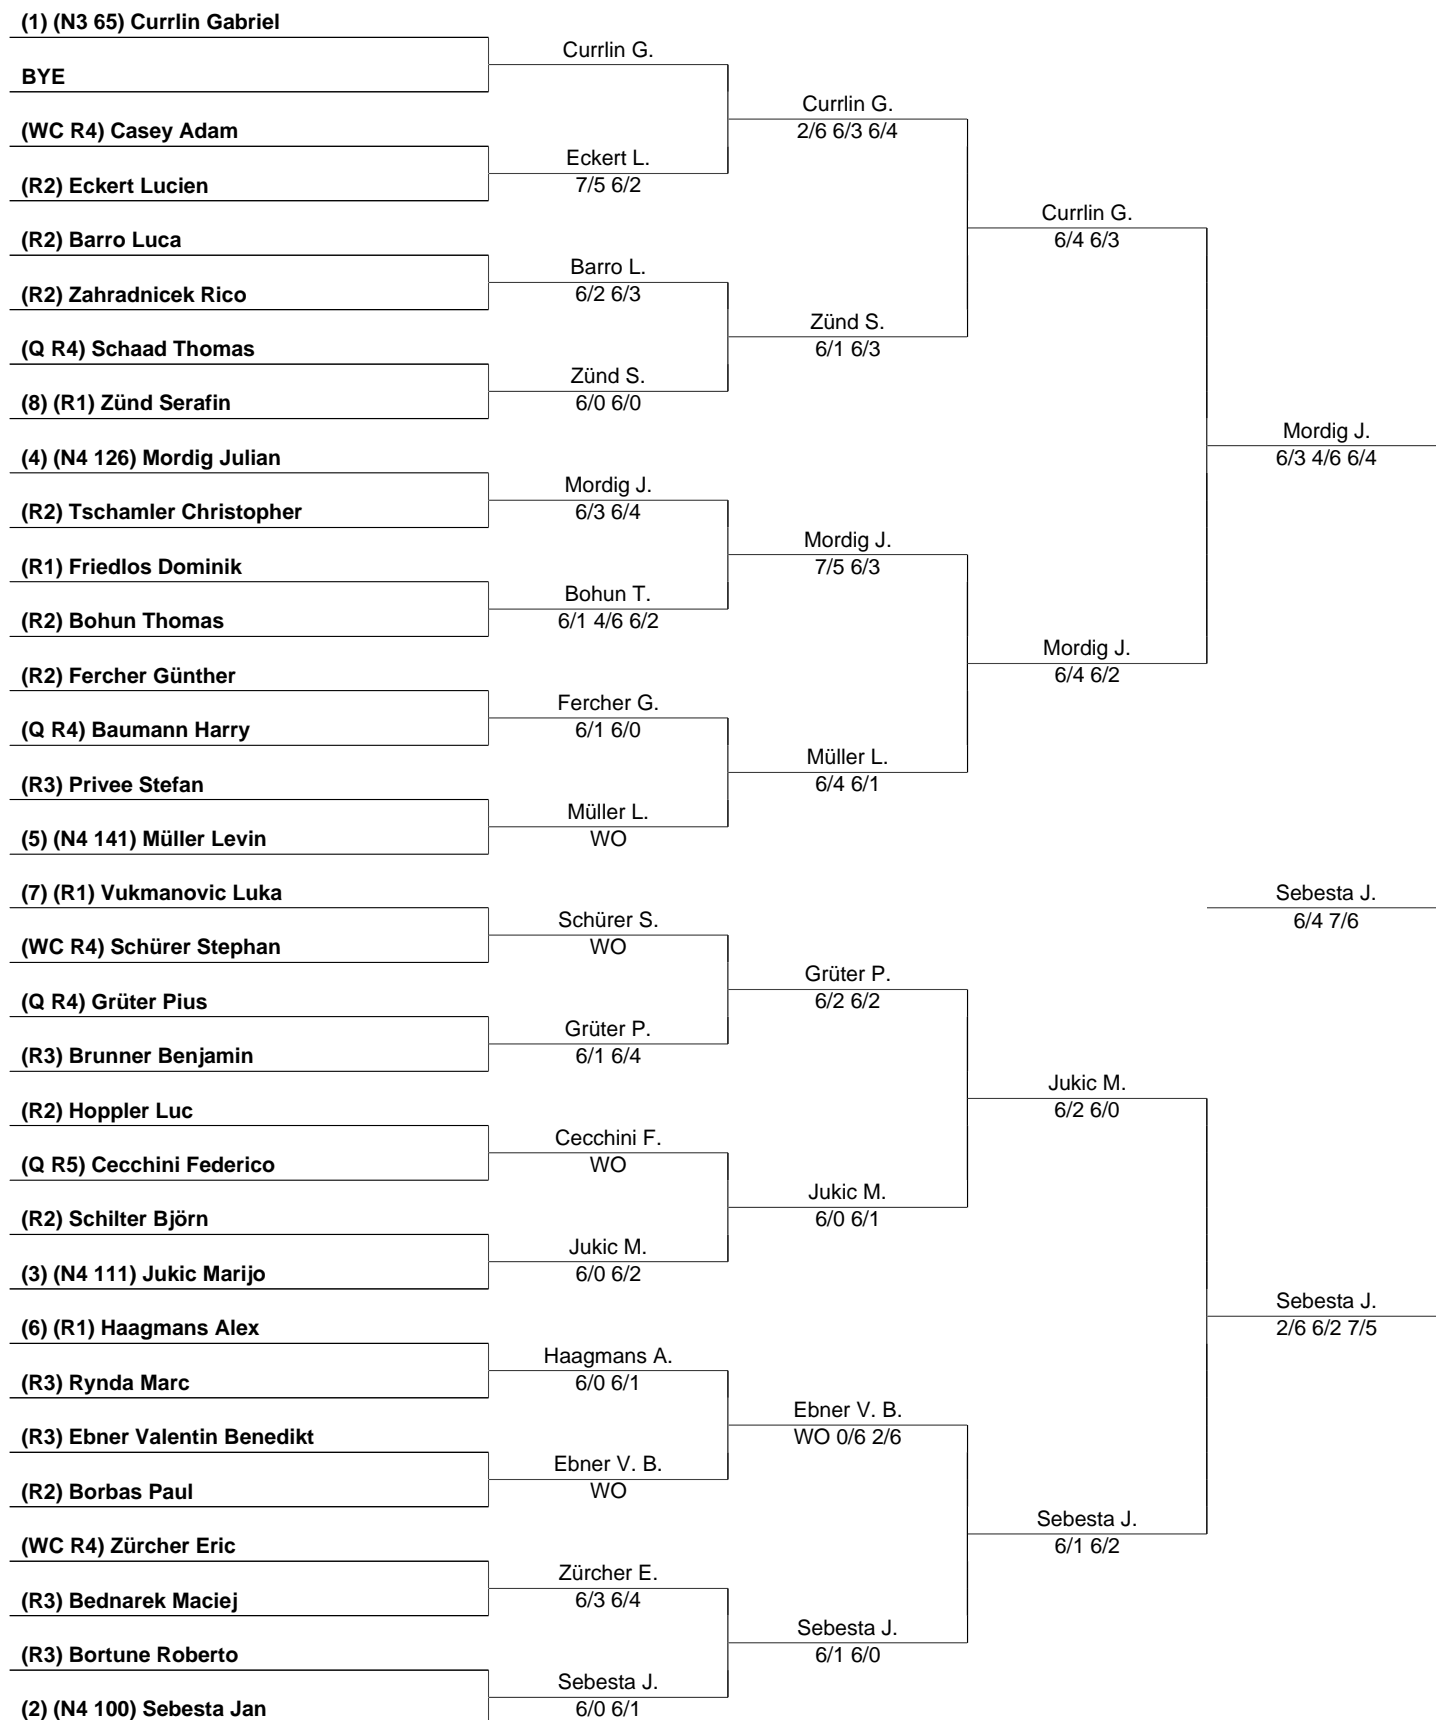 (1) (N3 65) Currlin Gabriel
BYE
(WC R4) Casey Adam
(R2) Eckert Lucien
(R2) Barro Luca
(R2) Zahradnicek Rico
(Q R4) Schaad Thomas
(8) (R1) Zünd Serafin
(4) (N4 126) Mordig Julian
(R2) Tschamler Christopher
(R1) Friedlos Dominik
(R2) Bohun Thomas
(R2) Fercher Günther
(Q R4) Baumann Harry
(R3) Privee Stefan
(5) (N4 141) Müller Levin
(7) (R1) Vukmanovic Luka
(WC R4) Schürer Stephan
(Q R4) Grüter Pius
(R3) Brunner Benjamin
(R2) Hoppler Luc
(Q R5) Cecchini Federico
(R2) Schilter Björn
(3) (N4 111) Jukic Marijo
(6) (R1) Haagmans Alex
(R3) Rynda Marc
(R3) Ebner Valentin Benedikt
(R2) Borbas Paul
(WC R4) Zürcher Eric
(R3) Bednarek Maciej
(R3) Bortune Roberto
(2) (N4 100) Sebesta Jan
Currlin G.
Eckert L.
7/5 6/2
Barro L.
6/2 6/3
Zünd S.
6/0 6/0
Mordig J.
6/3 6/4
Bohun T.
6/1 4/6 6/2
Fercher G.
6/1 6/0
Müller L.
WO
Schürer S.
WO
Grüter P.
6/1 6/4
Cecchini F.
WO
Jukic M.
6/0 6/2
Haagmans A.
6/0 6/1
Ebner V. B.
WO
Zürcher E.
6/3 6/4
Sebesta J.
6/0 6/1
Currlin G.
2/6 6/3 6/4
Zünd S.
6/1 6/3
Mordig J.
7/5 6/3
Müller L.
6/4 6/1
Grüter P.
6/2 6/2
Jukic M.
6/0 6/1
Ebner V. B.
WO 0/6 2/6
Sebesta J.
6/1 6/0
Currlin G.
6/4 6/3
Mordig J.
6/4 6/2
Jukic M.
6/2 6/0
Sebesta J.
6/1 6/2
Mordig J.
6/3 4/6 6/4
Sebesta J.
6/4 7/6
Sebesta J.
2/6 6/2 7/5